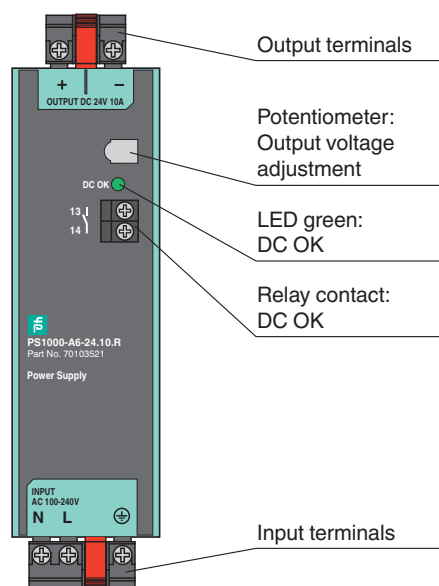 Output terminals
+ −
OUTPUT DC 24V 10A
Potentiometer:
Output voltage
adjustment
DC OK
LED green:
DC OK
13
14
Relay contact:
DC OK
PS1000-A6-24.10.R
Part No. 70103521
Power Supply
INPUT
AC 100-240V
N L
Input terminals